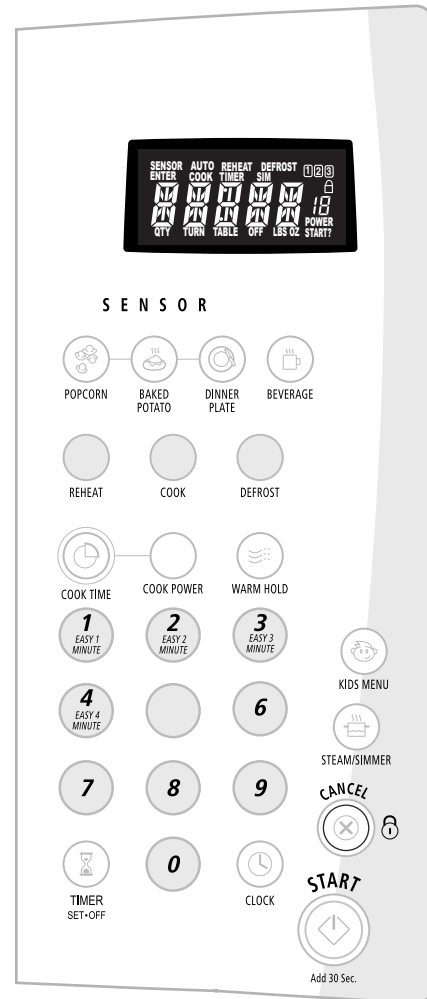 SENSOR AUTO REHEAT DEFROST 1 2 3
ENTER COOK TIMER SIM
18
POWER
QTY TURN TABLE OFF LBS OZ START?
SENSOR
POPCORN BAKED POTATO DINNER PLATE BEVERAGE
REHEAT COOK DEFROST
COOK TIME COOK POWER WARM HOLD
1 2 3
EASY 1 MINUTE EASY 2 MINUTE EASY 3 MINUTE
KIDS MENU
4 6
EASY 4 MINUTE
STEAM/SIMMER
7 8 9
CANCEL
0
TIMER CLOCK
SET•OFF
START
Add 30 Sec.